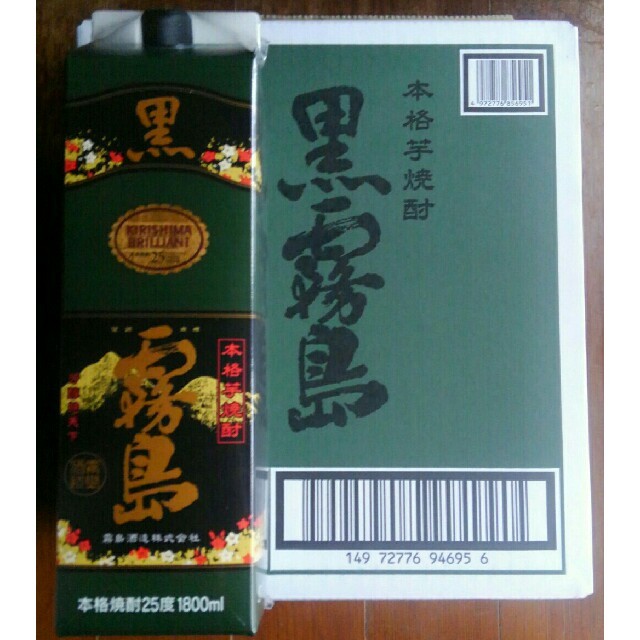 黒
KIRISHIMA
BRILLIANT
25
霧島
本格芋焼酎
霧島酒造株式会社
本格焼酎25度1800ml
本格芋焼酎
黒霧島
149 72776 94695 6